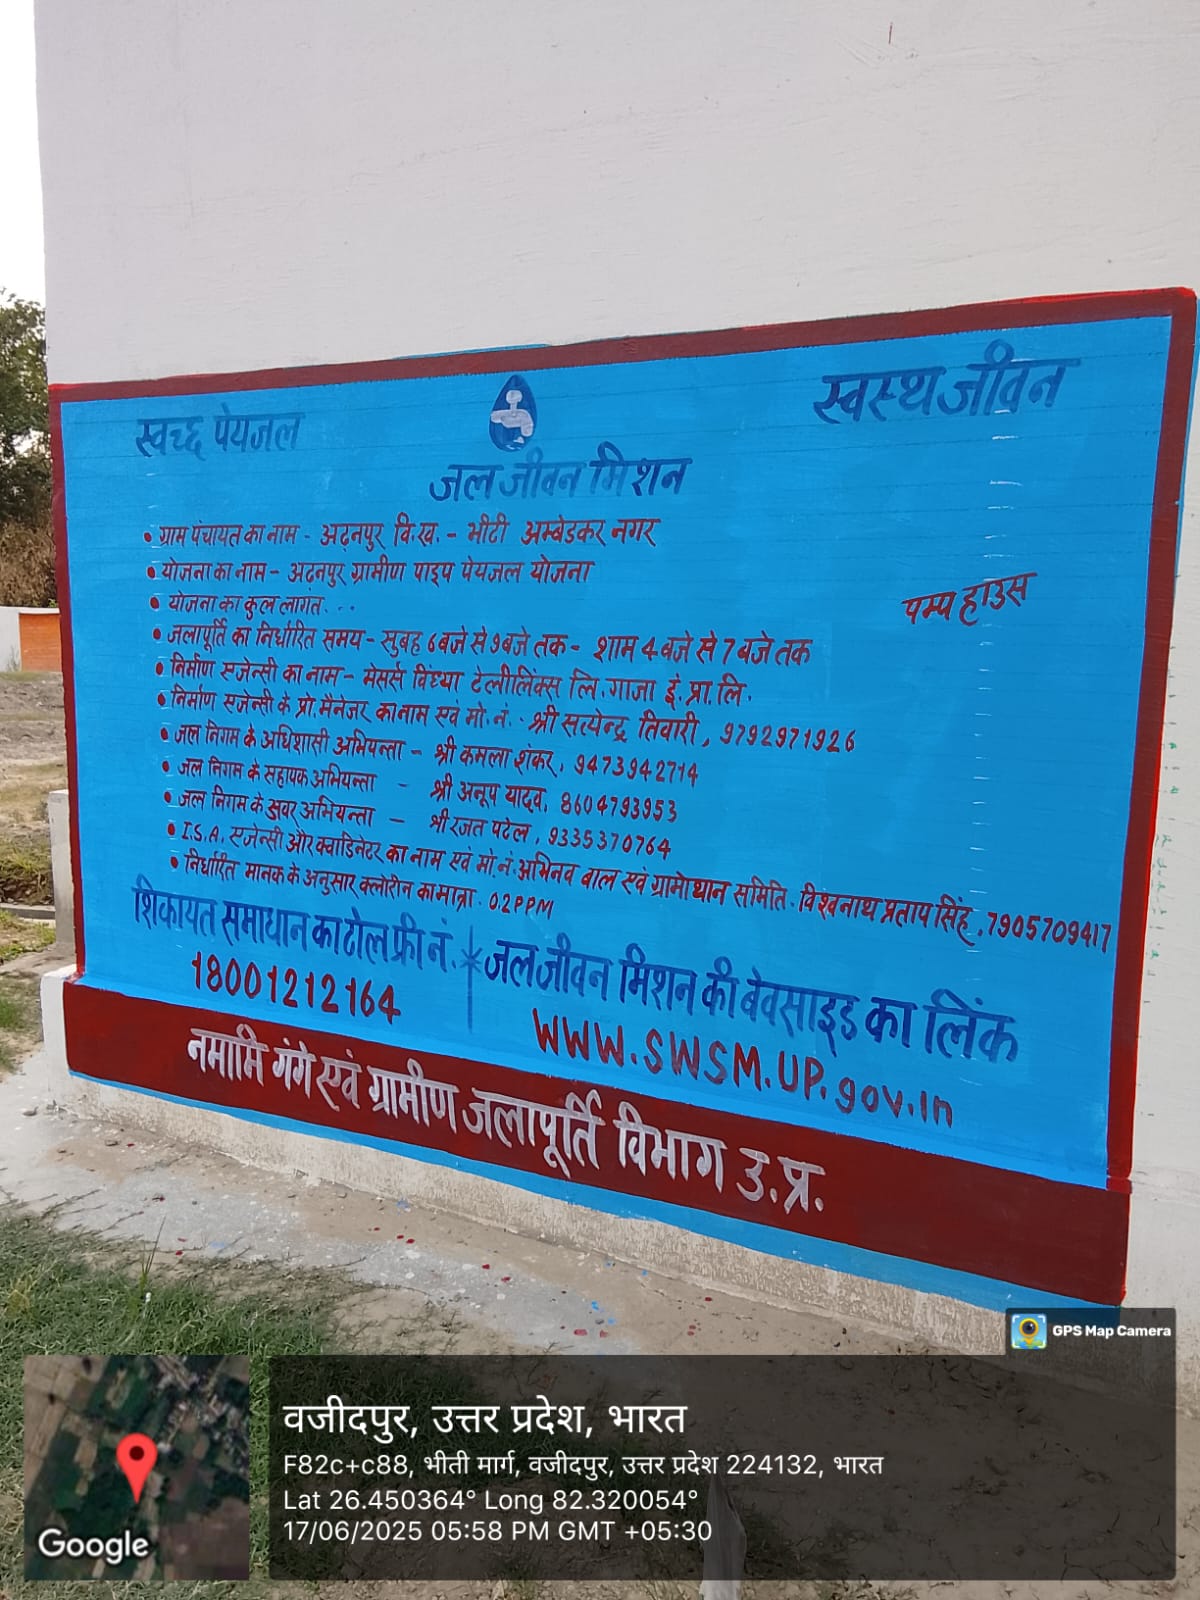 स्वच्छ पेयजल
स्वस्थ जीवन
जल जीवन मिशन
• ग्राम पंचायत का नाम - अढ़नपुर वि.ख. - भीटी अम्बेडकर नगर
• योजना का नाम - अढ़नपुर ग्रामीण पाइप पेयजल योजना
• योजना का कुल लागत...
पम्प हाउस
• जलापूर्ति का निर्धारित समय - सुबह 6 बजे से 9 बजे तक - शाम 4 बजे से 7 बजे तक
• निर्माण एजेन्सी का नाम - मेसर्स विंध्या टेलीलिंक्स लि. गाजा इं. प्रा. लि.
• निर्माण एजेन्सी के प्रो. मैनेजर का नाम एवं मो. नं. - श्री सत्येन्द्र तिवारी, 9792971926
• जल निगम के अधिशासी अभियन्ता - श्री कमला शंकर, 9473942714
• जल निगम के सहायक अभियन्ता - श्री अनूप यादव, 8604793953
• जल निगम के अवर अभियन्ता - श्री रजत पटेल, 9335370764
• I.S.A. एजेन्सी और क्वाडिनेटर का नाम एवं मो. नं. अभिनव बाल एवं ग्रामोथान समिति - विश्वनाथ प्रताप सिंह, 7905709417
• निर्धारित मानक के अनुसार क्लोरीन का मात्रा - 02PPM
शिकायत समाधान का टोल फ्री नं.
18001212164
जल जीवन मिशन की बेवसाइड का लिंक
WWW.SWSM.UP.gov.in
नमामि गंगे एवं ग्रामीण जलापूर्ति विभाग उ.प्र.
GPS Map Camera
वजीदपुर, उत्तर प्रदेश, भारत
F82c+c88, भीती मार्ग, वजीदपुर, उत्तर प्रदेश 224132, भारत
Lat 26.450364° Long 82.320054°
17/06/2025 05:58 PM GMT +05:30
Google